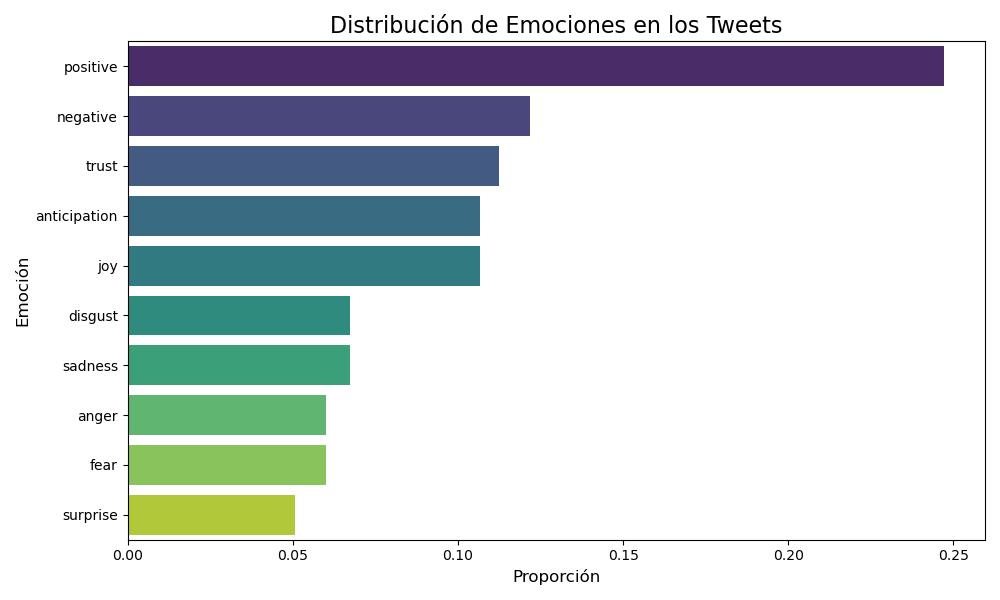 Distribución de Emociones en los Tweets
Emoción
positive
negative
trust
anticipation
joy
disgust
sadness
anger
fear
surprise
0.00 0.05 0.10 0.15 0.20 0.25
Proporción